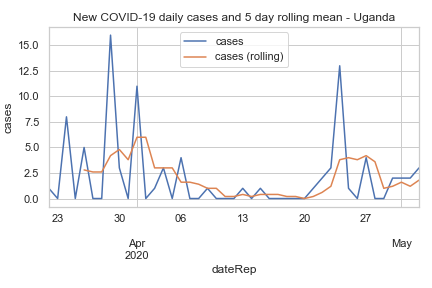 New COVID-19 daily cases and 5 day rolling mean - Uganda
cases
cases (rolling)
cases
15.0
12.5
10.0
7.5
5.0
2.5
0.0
23 30 06 13 20 27
Apr May
2020
dateRep